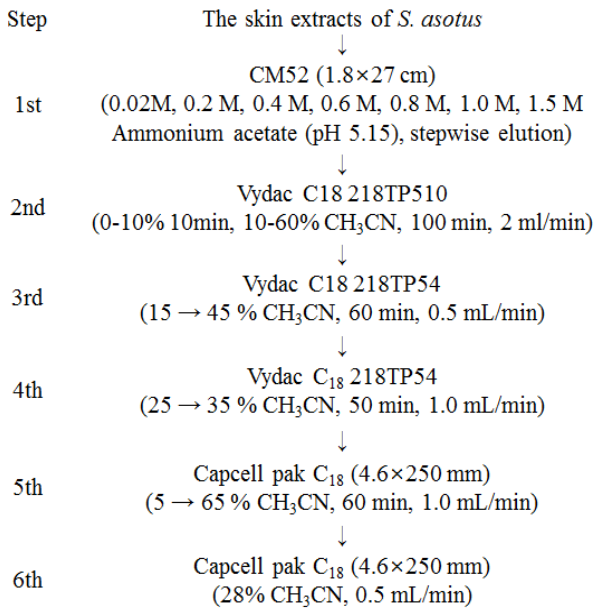 Step The skin extracts of S. asotus
↓
CM52 (1.8×27 cm)
1st (0.02M, 0.2 M, 0.4 M, 0.6 M, 0.8 M, 1.0 M, 1.5 M
Ammonium acetate (pH 5.15), stepwise elution)
↓
Vydac C18 218TP510
2nd
(0-10% 10min, 10-60% CH₃CN, 100 min, 2 ml/min)
↓
Vydac C18 218TP54
3rd
(15 → 45 % CH₃CN, 60 min, 0.5 mL/min)
↓
Vydac C₁₈ 218TP54
4th
(25 → 35 % CH₃CN, 50 min, 1.0 mL/min)
↓
Capcell pak C₁₈ (4.6×250 mm)
5th
(5 → 65 % CH₃CN, 60 min, 1.0 mL/min)
↓
Capcell pak C₁₈ (4.6×250 mm)
6th
(28% CH₃CN, 0.5 mL/min)